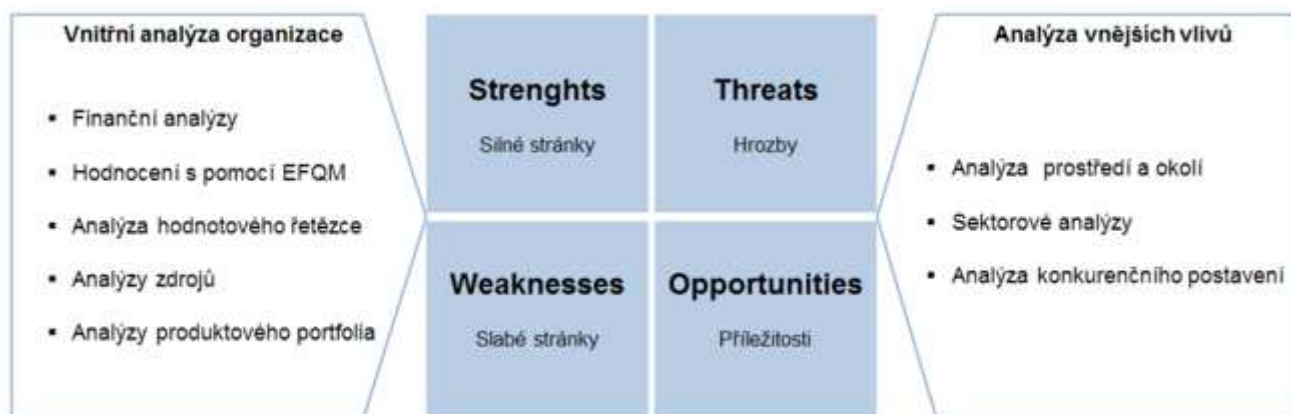 Vnitřní analýza organizace
▪ Finanční analýzy
▪ Hodnocení s pomocí EFQM
▪ Analýza hodnotového řetězce
▪ Analýzy zdrojů
▪ Analýzy produktového portfolia
Strenghts
Silné stránky
Threats
Hrozby
Weaknesses
Slabé stránky
Opportunities
Příležitosti
Analýza vnějších vlivů
▪ Analýza prostředí a okolí
▪ Sektorové analýzy
▪ Analýza konkurenčního postavení